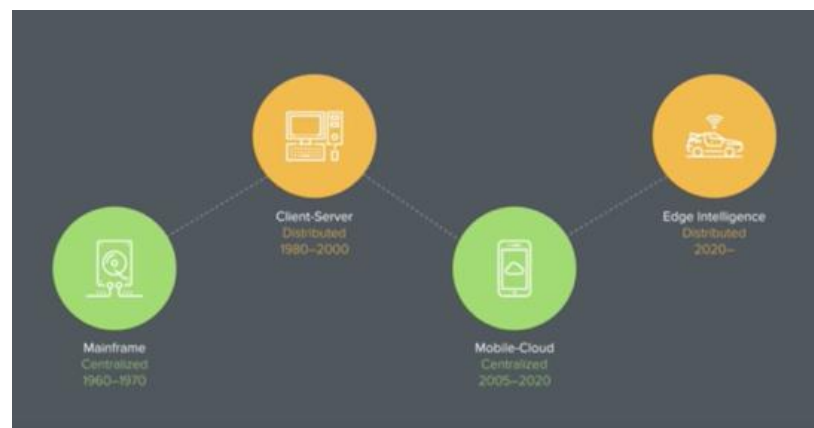 Client-Server
Distributed
1980–2000
Edge Intelligence
Distributed
2020–
Mainframe
Centralized
1960–1970
Mobile-Cloud
Centralized
2005–2020